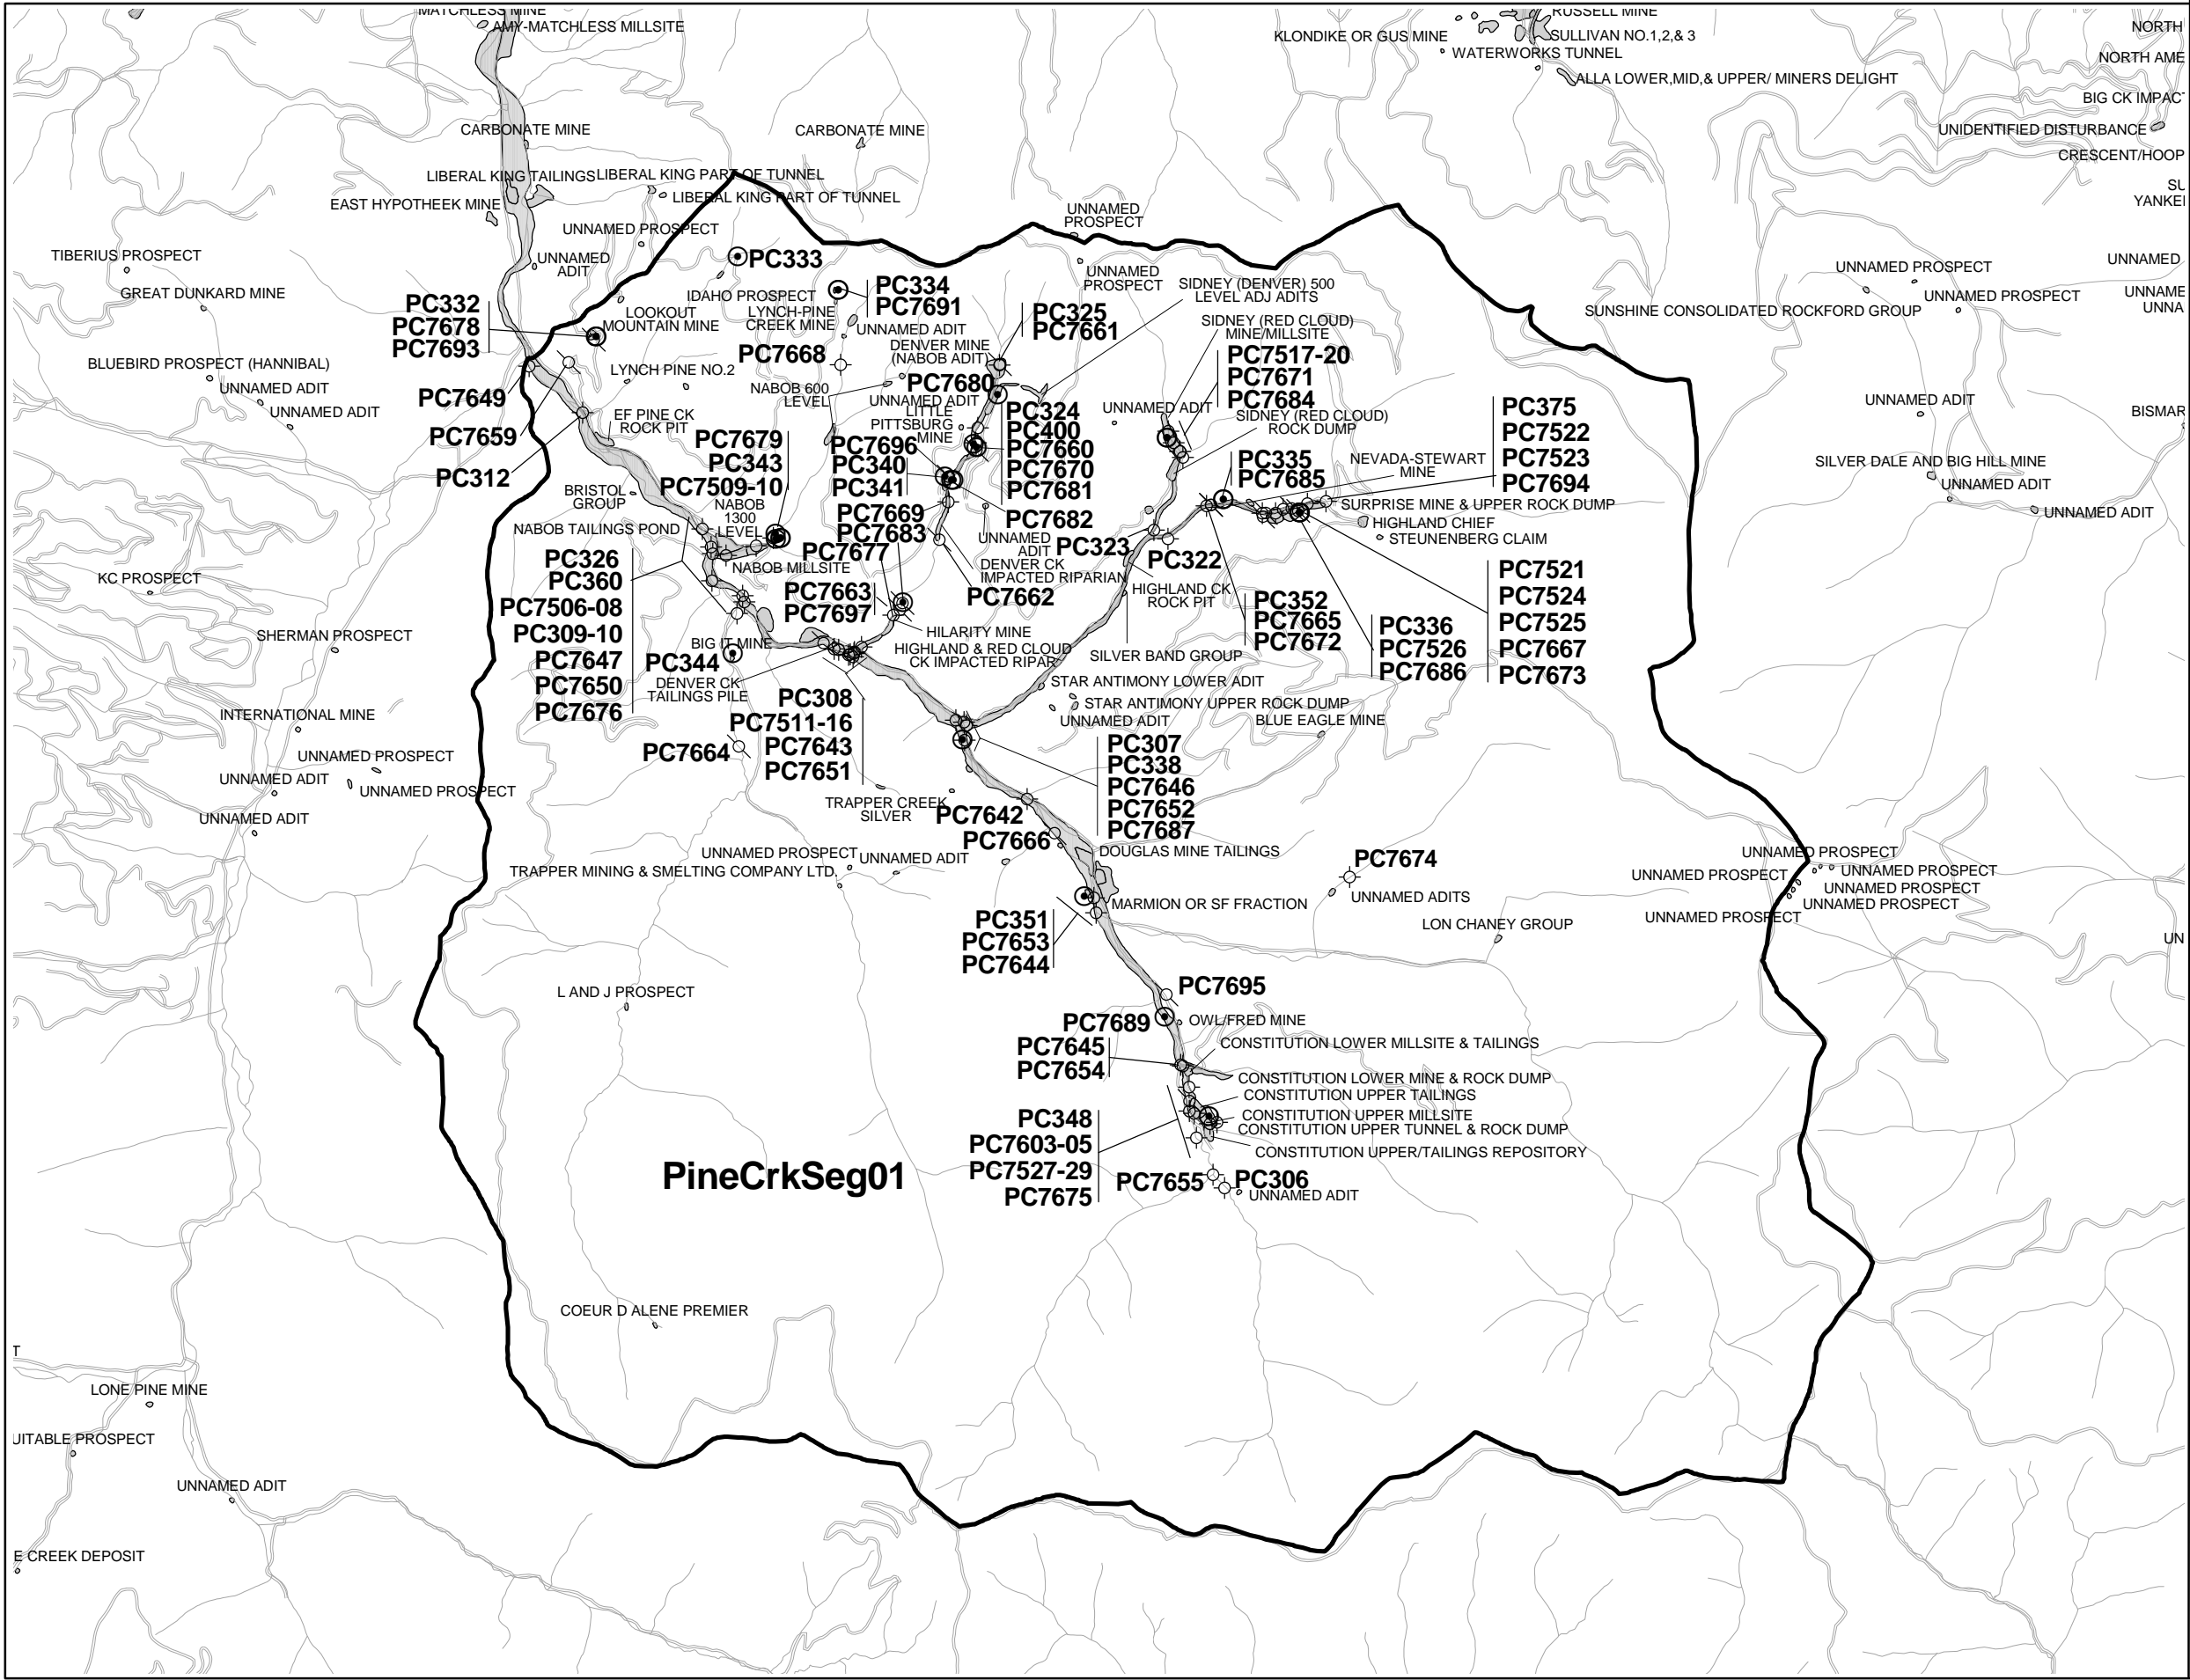 MATCHLESS MINE
AMY-MATCHLESS MILLSITE
RUSSELL MINE
KLONDIKE OR GUS MINE
SULLIVAN NO.1,2,& 3
WATERWORKS TUNNEL
ALLA LOWER,MID,& UPPER/ MINERS DELIGHT
NORTH
NORTH AME
BIG CK IMPACT
UNIDENTIFIED DISTURBANCE
CRESCENT/HOOP
SU
YANKE
CARBONATE MINE
CARBONATE MINE
LIBERAL KING TAILINGS
LIBERAL KING PART OF TUNNEL
LIBERAL KING PART OF TUNNEL
EAST HYPOTHEEK MINE
UNNAMED PROSPECT
UNNAMED
PROSPECT
TIBERIUS PROSPECT
UNNAMED
ADIT
PC333
GREAT DUNKARD MINE
UNNAMED
PROSPECT
SIDNEY (DENVER) 500
LEVEL ADJ ADITS
UNNAMED PROSPECT
UNNAMED
UNNAMED PROSPECT
UNNAME
UNNA
SUNSHINE CONSOLIDATED ROCKFORD GROUP
PC332
PC7678
PC7693
LOOKOUT
MOUNTAIN MINE
IDAHO PROSPECT
LYNCH-PINE
CREEK MINE
PC334
PC7691
UNNAMED ADIT
DENVER MINE
(NABOB ADIT)
PC325
PC7661
SIDNEY (RED CLOUD)
MINE/MILLSITE
PC7517-20
PC7671
PC7684
BLUEBIRD PROSPECT (HANNIBAL)
UNNAMED ADIT
UNNAMED ADIT
PC7649
PC7659
PC312
LYNCH PINE NO.2
PC7668
NABOB 600
LEVEL
PC7680
UNNAMED ADIT
LITTLE
PITTSBURG
MINE
EF PINE CK
ROCK PIT
PC324
PC400
PC7660
PC7670
PC7681
UNNAMED ADIT
SIDNEY (RED CLOUD)
ROCK DUMP
PC375
PC7522
PC7523
PC7694
UNNAMED ADIT
BISMAR
PC7679
PC343
PC7509-10
PC7696
PC340
PC341
PC335
PC7685
NEVADA-STEWART
MINE
SILVER DALE AND BIG HILL MINE
UNNAMED ADIT
UNNAMED ADIT
BRISTOL
GROUP
NABOB
1300
LEVEL
NABOB TAILINGS POND
PC7669
PC7683
PC7677
PC7682
UNNAMED
ADIT
PC323
PC322
SURPRISE MINE & UPPER ROCK DUMP
HIGHLAND CHIEF
STEUNENBERG CLAIM
NABOB MILLSITE
DENVER CK
IMPACTED RIPARIAN
PC7662
HIGHLAND CK
ROCK PIT
KC PROSPECT
PC326
PC360
PC7506-08
PC309-10
PC7647
PC7650
PC7676
PC7663
PC7697
PC352
PC7665
PC7672
PC336
PC7526
PC7686
PC7521
PC7524
PC7525
PC7667
PC7673
SHERMAN PROSPECT
HILARITY MINE
HIGHLAND & RED CLOUD
CK IMPACTED RIPAR
BIG IT MINE
PC344
DENVER CK
TAILINGS PILE
SILVER BAND GROUP
STAR ANTIMONY LOWER ADIT
STAR ANTIMONY UPPER ROCK DUMP
UNNAMED ADIT
BLUE EAGLE MINE
INTERNATIONAL MINE
UNNAMED PROSPECT
UNNAMED ADIT
UNNAMED PROSPECT
UNNAMED ADIT
PC7664
PC308
PC7511-16
PC7643
PC7651
PC307
PC338
PC7646
PC7652
PC7687
TRAPPER CREEK
SILVER
PC7642
PC7666
DOUGLAS MINE TAILINGS
UNNAMED PROSPECT
UNNAMED ADIT
TRAPPER MINING & SMELTING COMPANY LTD.
PC7674
UNNAMED ADITS
UNNAMED PROSPECT
UNNAMED PROSPECT
UNNAMED PROSPECT
UNNAMED PROSPECT
UNNAMED PROSPECT
UNNAMED PROSPECT
MARMION OR SF FRACTION
PC351
PC7653
PC7644
LON CHANEY GROUP
UN
L AND J PROSPECT
PC7695
PC7689
OWL/FRED MINE
PC7645
PC7654
CONSTITUTION LOWER MILLSITE & TAILINGS
CONSTITUTION LOWER MINE & ROCK DUMP
CONSTITUTION UPPER TAILINGS
CONSTITUTION UPPER MILLSITE
CONSTITUTION UPPER TUNNEL & ROCK DUMP
CONSTITUTION UPPER/TAILINGS REPOSITORY
PC348
PC7603-05
PC7527-29
PC7675
PineCrkSeg01
PC7655
PC306
UNNAMED ADIT
COEUR D ALENE PREMIER
T
LONE PINE MINE
UITABLE PROSPECT
UNNAMED ADIT
E CREEK DEPOSIT